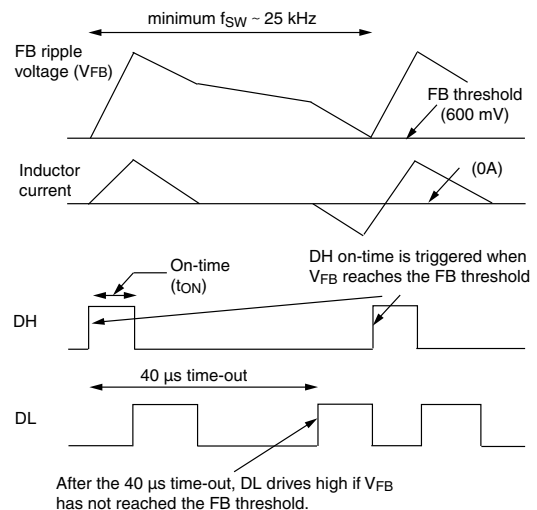 minimum fSW ~ 25 kHz
FB ripple
voltage (VFB)
FB threshold
(600 mV)
Inductor
current
(0A)
DH on-time is triggered when
VFB reaches the FB threshold
On-time
(tON)
DH
40 µs time-out
DL
After the 40 µs time-out, DL drives high if VFB
has not reached the FB threshold.